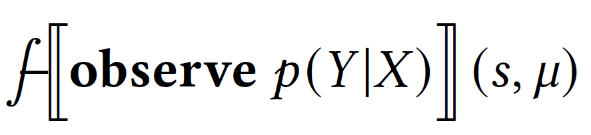 ⨍⟦observe p(Y|X)⟧ (s, μ)